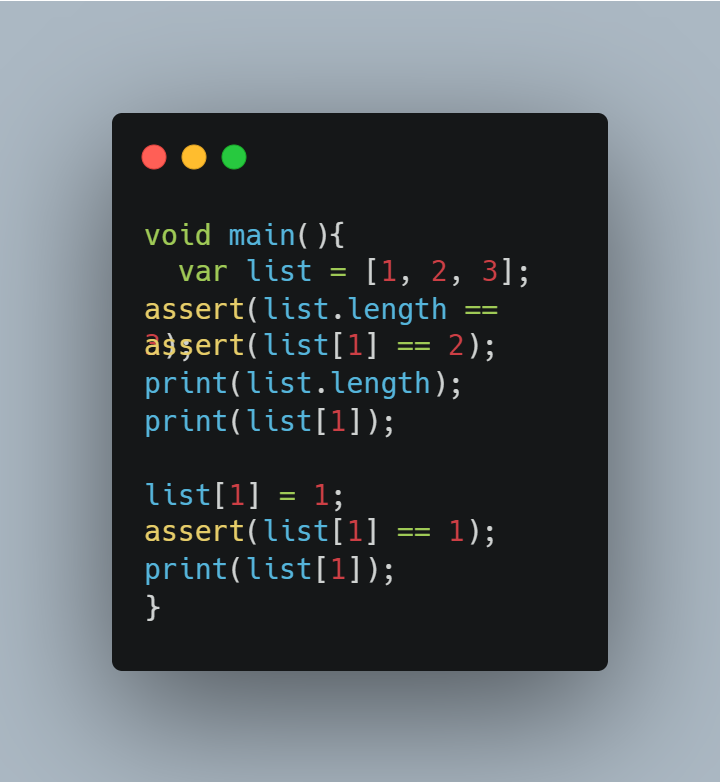 void main(){
  var list = [1, 2, 3];
assert(list.length ==
3);
assert(list[1] == 2);
print(list.length);
print(list[1]);

list[1] = 1;
assert(list[1] == 1);
print(list[1]);
}